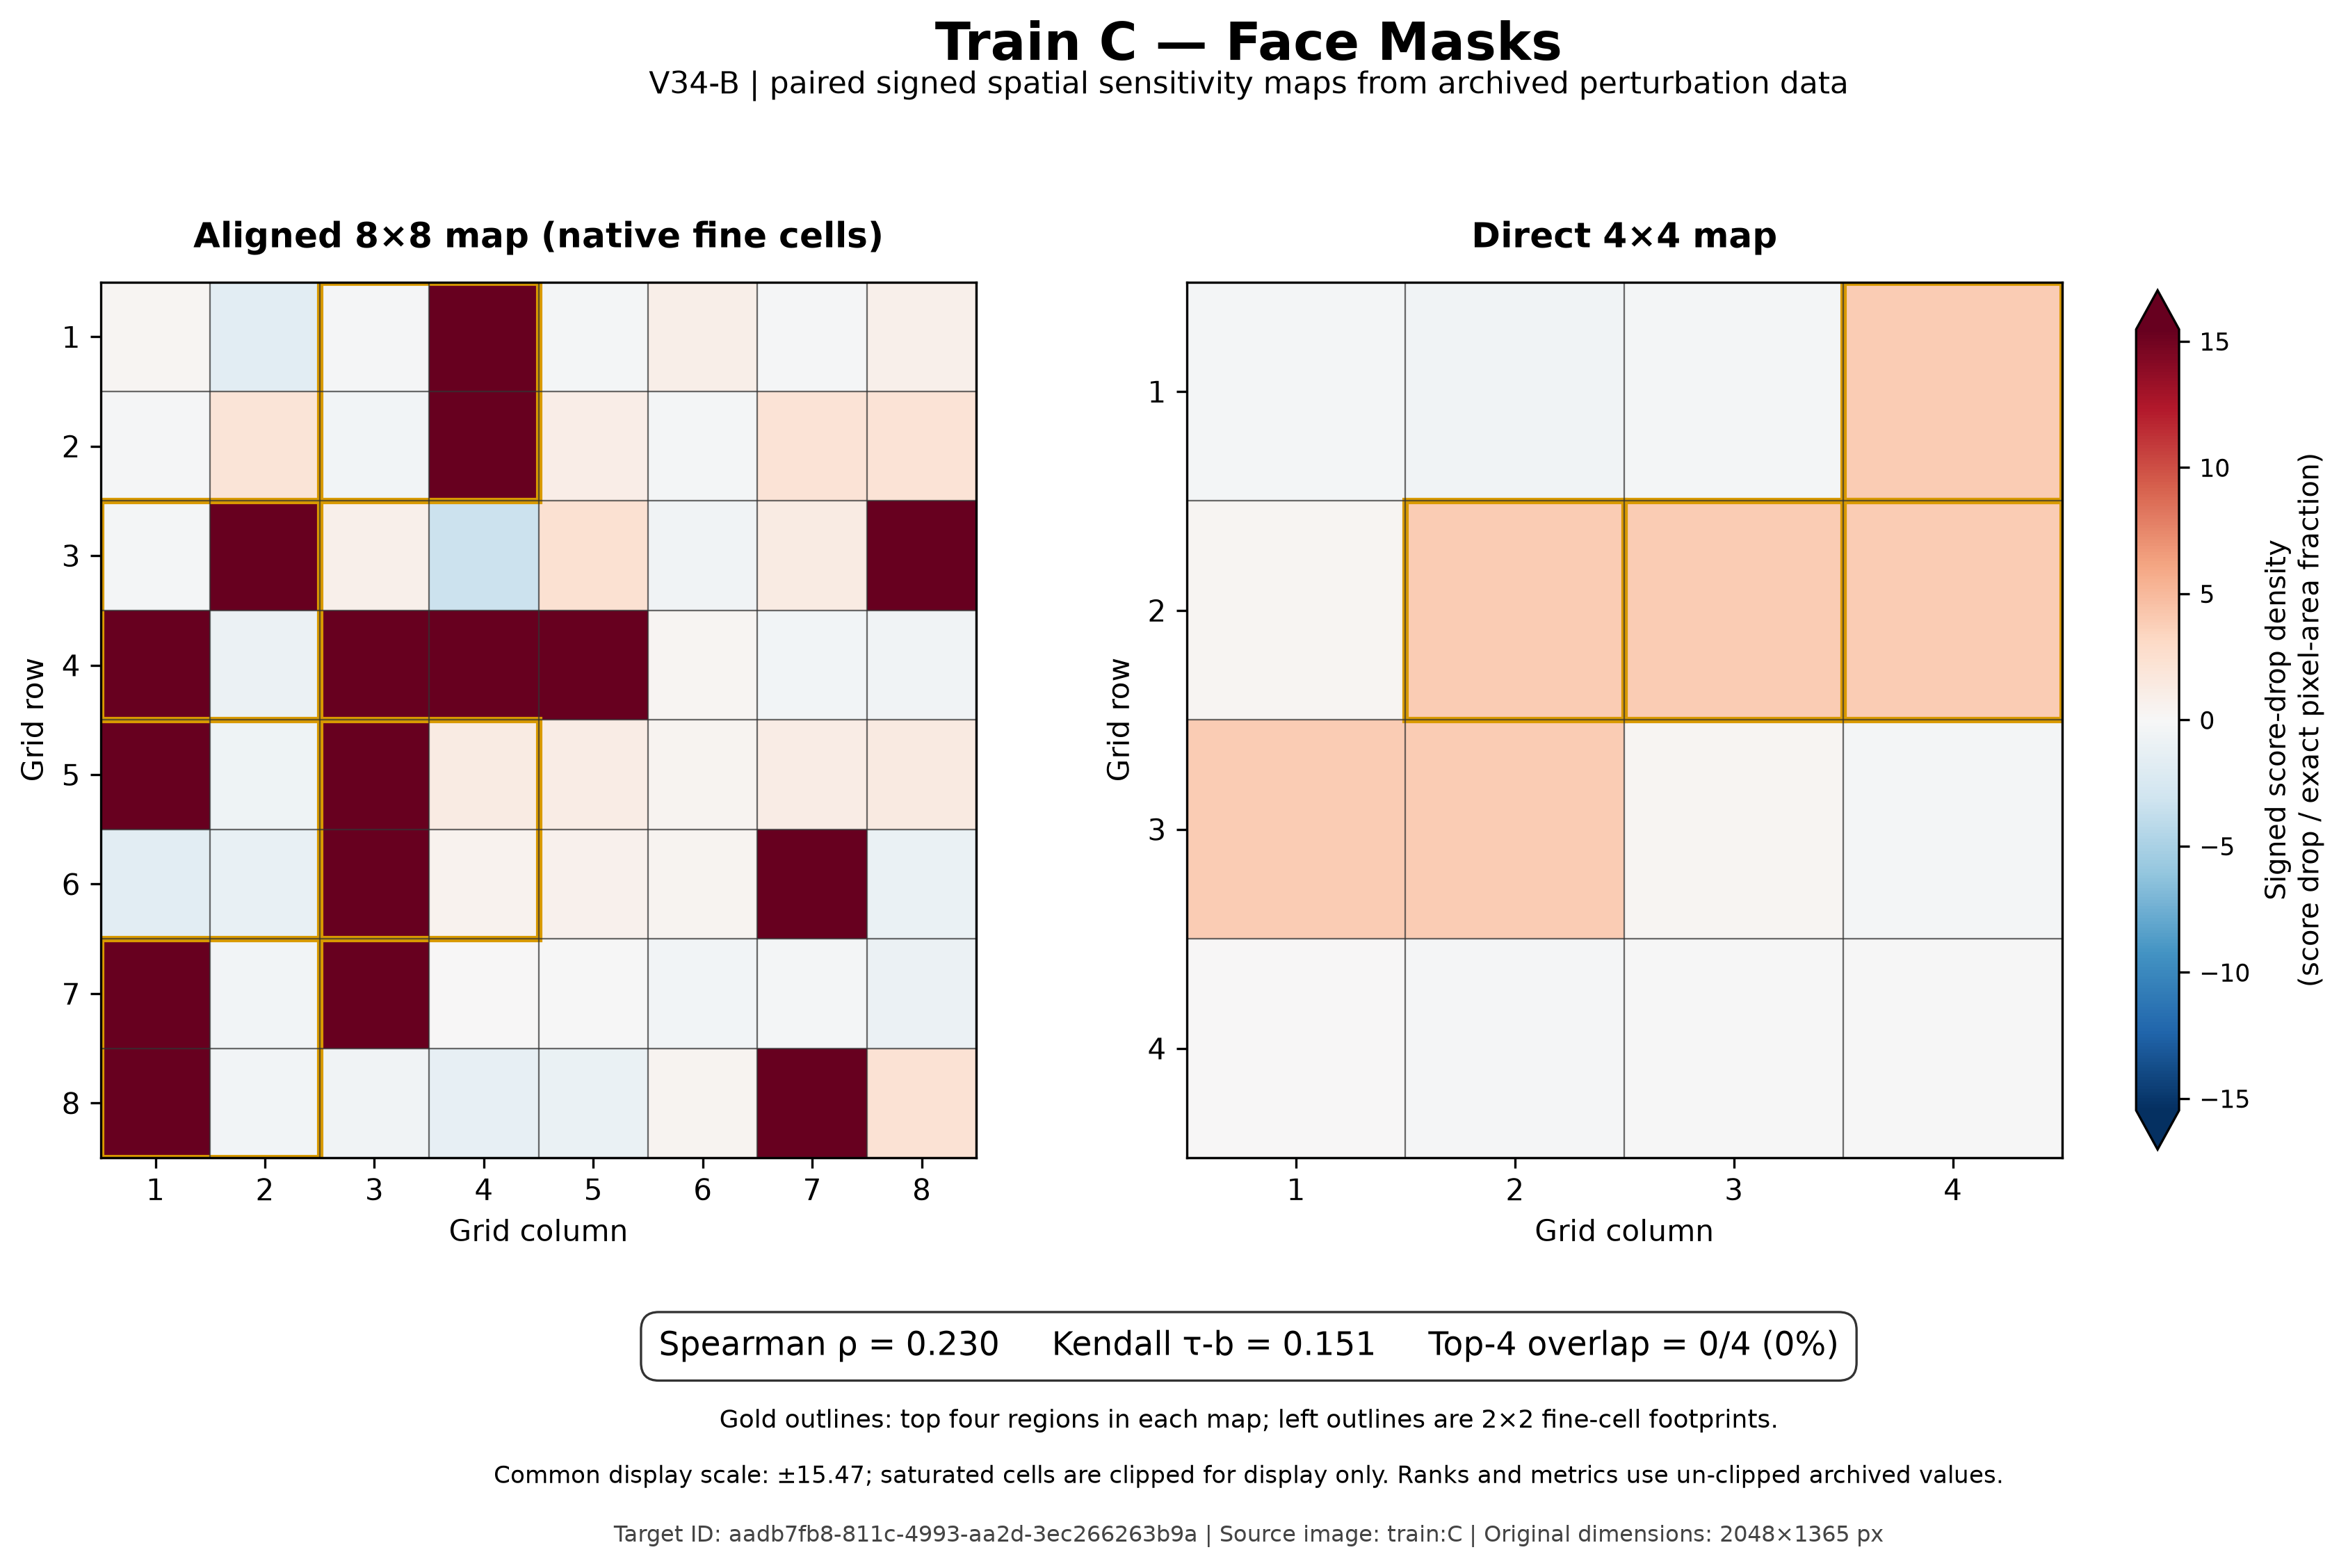 Train C — Face Masks
V34-B | paired signed spatial sensitivity maps from archived perturbation data
Aligned 8×8 map (native fine cells)
Grid row
1
2
3
4
5
6
7
8
1 2 3 4 5 6 7 8
Grid column
Direct 4×4 map
Grid row
1
2
3
4
1 2 3 4
Grid column
15
10
5
0
−5
−10
−15
Signed score-drop density
(score drop / exact pixel-area fraction)
Spearman ρ = 0.230 Kendall τ-b = 0.151 Top-4 overlap = 0/4 (0%)
Gold outlines: top four regions in each map; left outlines are 2×2 fine-cell footprints.
Common display scale: ±15.47; saturated cells are clipped for display only. Ranks and metrics use un-clipped archived values.
Target ID: aadb7fb8-811c-4993-aa2d-3ec266263b9a | Source image: train:C | Original dimensions: 2048×1365 px